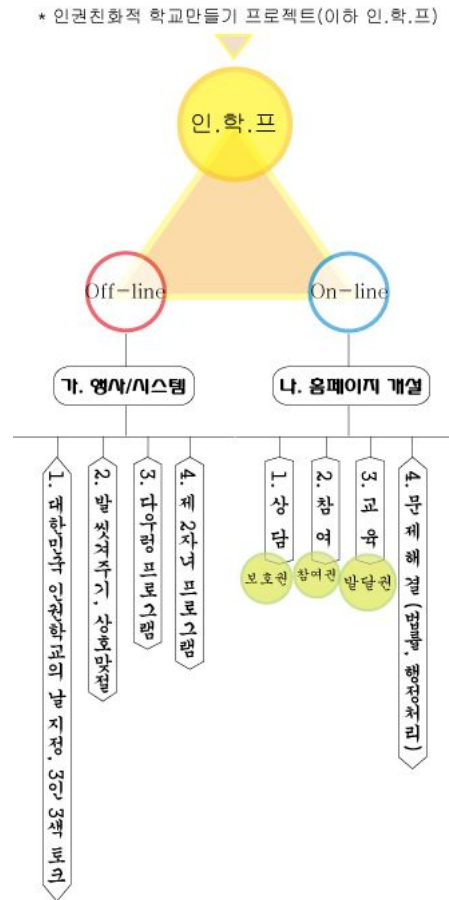 * 인권친화적 학교만들기 프로젝트(이하 인.학.프)
인.학.프
Off-line
On-line
가. 행사/시스템
나. 홈페이지 개설
1. 대한민국 인권학교의 날 지정, 3인 3색 토크
2. 발 씻겨주기, 상호맞절
3. 다우렁 프로그램
4. 제 2자녀 프로그램
1. 상담
2. 참여
3. 교육
4. 문제해결 (법률, 행정처리)
보호권
참여권
발달권